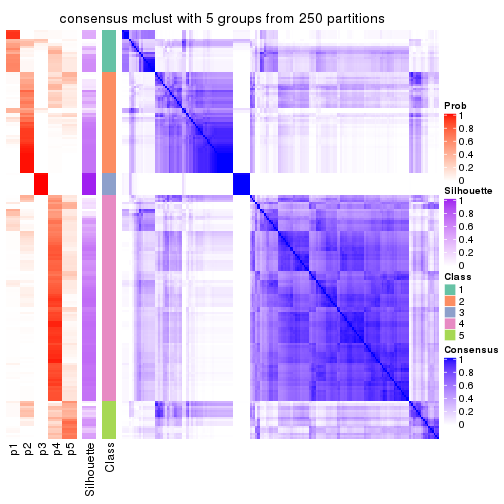 consensus mclust with 5 groups from 250 partitions
Prob
1
0.8
0.6
0.4
0.2
0
Silhouette
1
0.8
0.6
0.4
0.2
0
Class
1
2
3
4
5
Consensus
1
0.8
0.6
0.4
0.2
0
p1
p2
p3
p4
p5
Silhouette
Class